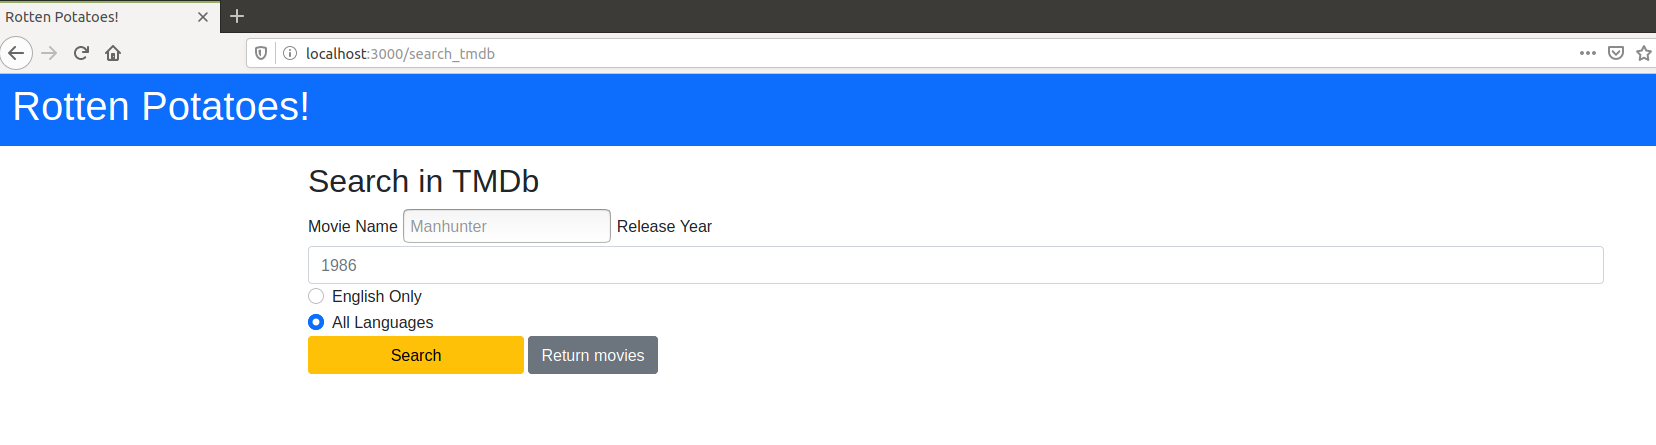 Rotten Potatoes!
localhost:3000/search_tmdb
Rotten Potatoes!
Search in TMDb
Movie Name Manhunter Release Year
1986
English Only
All Languages
Search Return movies